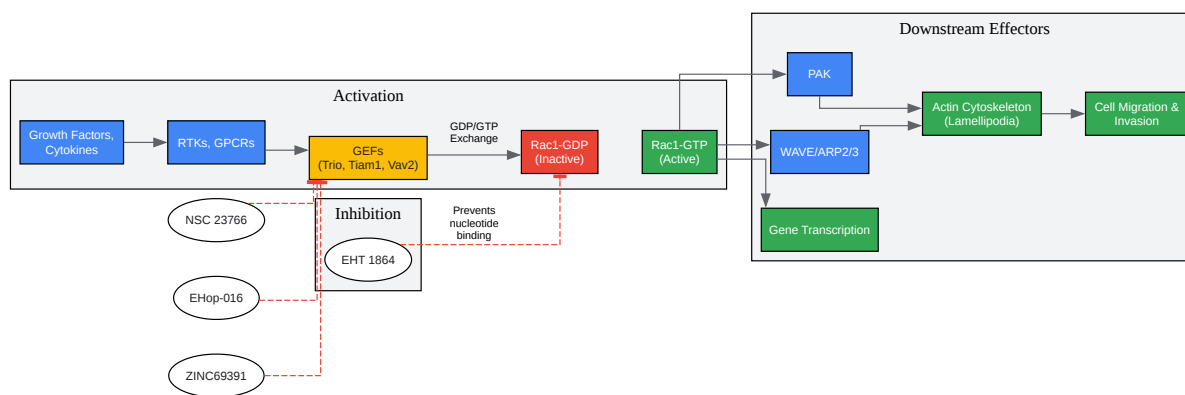 Downstream Effectors
PAK
Activation
Actin Cytoskeleton
(Lamellipodia)
Cell Migration &
Invasion
Growth Factors,
Cytokines
RTKs, GPCRs
GEFs
(Trio, Tiam1, Vav2)
GDP/GTP
Exchange
Rac1-GDP
(Inactive)
Rac1-GTP
(Active)
WAVE/ARP2/3
NSC 23766
Inhibition
Prevents
nucleotide
binding
Gene Transcription
EHT 1864
EHop-016
ZINC69391